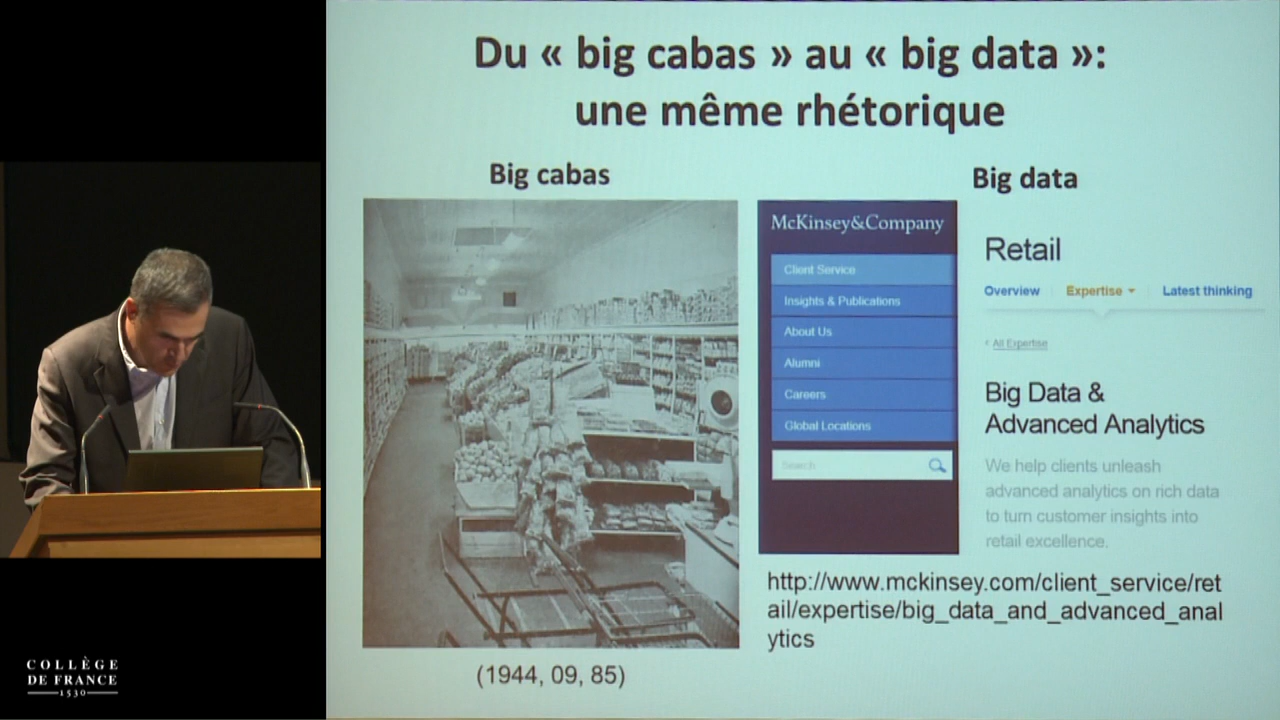 Du « big cabas » au « big data »:
une même rhétorique
Big cabas
Big data
McKinsey&Company
Client Service
Insights & Publications
About Us
Alumni
Careers
Global Locations
Search
Retail
Overview
Expertise
Latest thinking
< All Expertise
Big Data &
Advanced Analytics
We help clients unleash
advanced analytics on rich data
to turn customer insights into
retail excellence.
http://www.mckinsey.com/client_service/ret
ail/expertise/big_data_and_advanced_anal
ytics
(1944, 09, 85)
COLLÈGE
DE FRANCE
1530